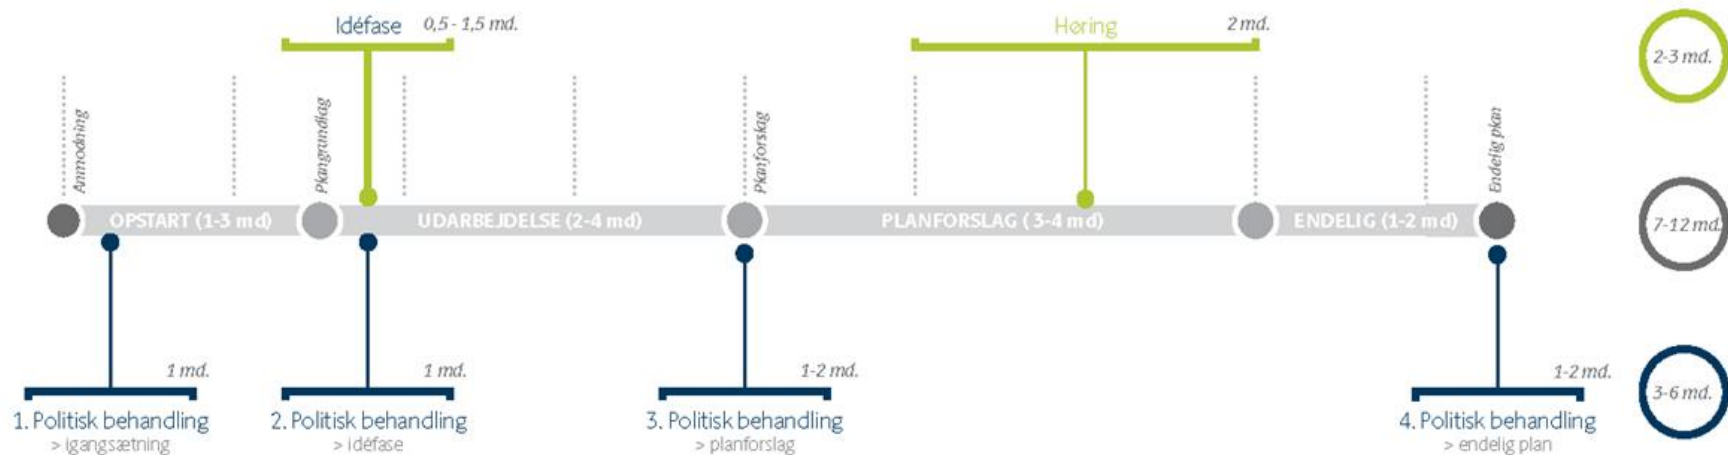 Idéfase 0,5 - 1,5 md.
Høring 2 md.
2-3 md.
Anmodning
Plangrundlag
Planforslag
Endelig plan
OPSTART (1-3 md)
UDARBEJDELSE (2-4 md)
PLANFORSLAG ( 3-4 md)
ENDELIG (1-2 md)
7-12 md.
1 md.
1 md.
1-2 md.
1-2 md.
3-6 md.
1. Politisk behandling
> igangsætning
2. Politisk behandling
> idéfase
3. Politisk behandling
> planforslag
4. Politisk behandling
> endelig plan